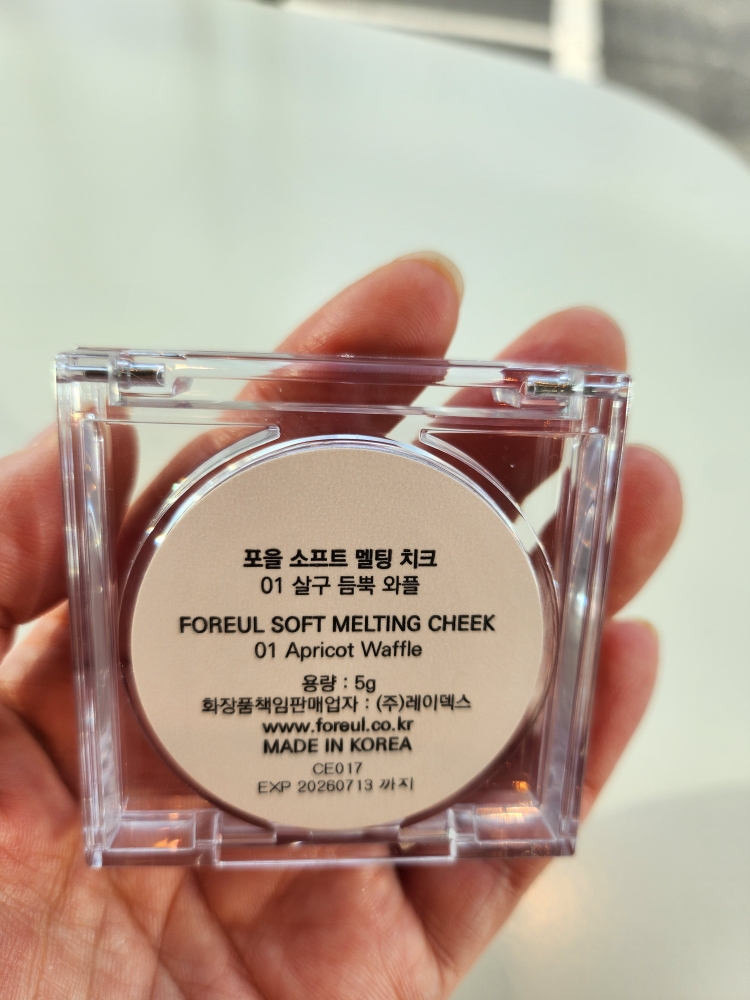 포을 소프트 멜팅 치크
01 살구 듬뿍 와플
FOREUL SOFT MELTING CHEEK
01 Apricot Waffle
용량 : 5g
화장품책임판매업자 : (주)레이덱스
www.foreul.co.kr
MADE IN KOREA
CE017
EXP 20260713 까지